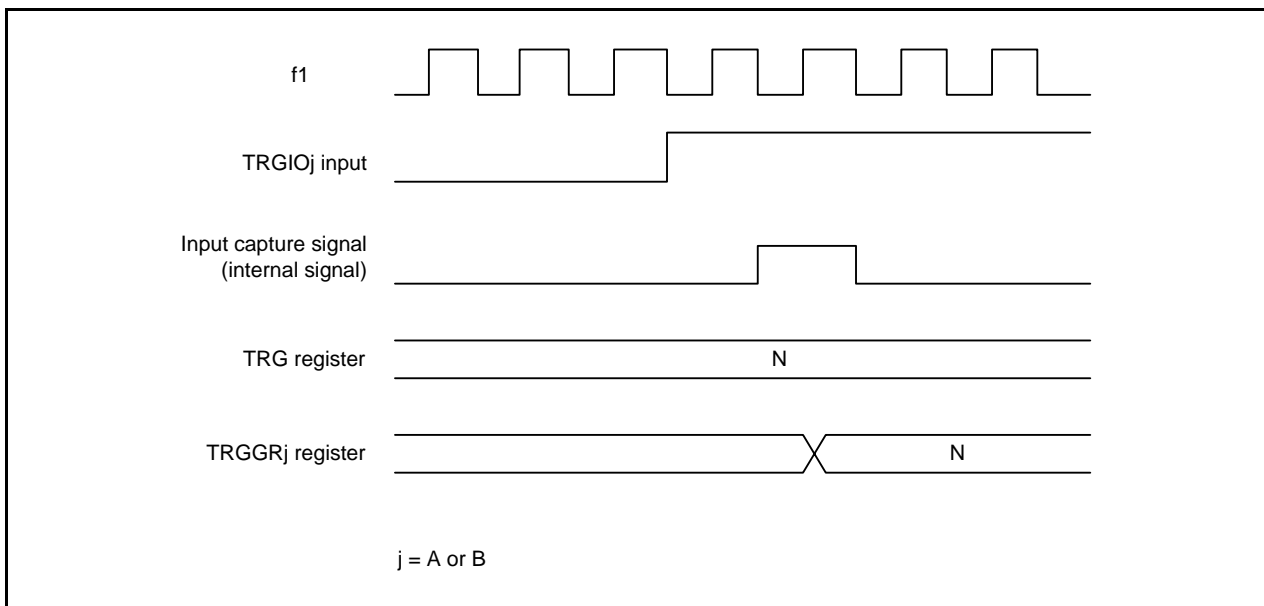 f1
TRGIOj input
Input capture signal
(internal signal)
TRG register
N
TRGGRj register
N
j = A or B